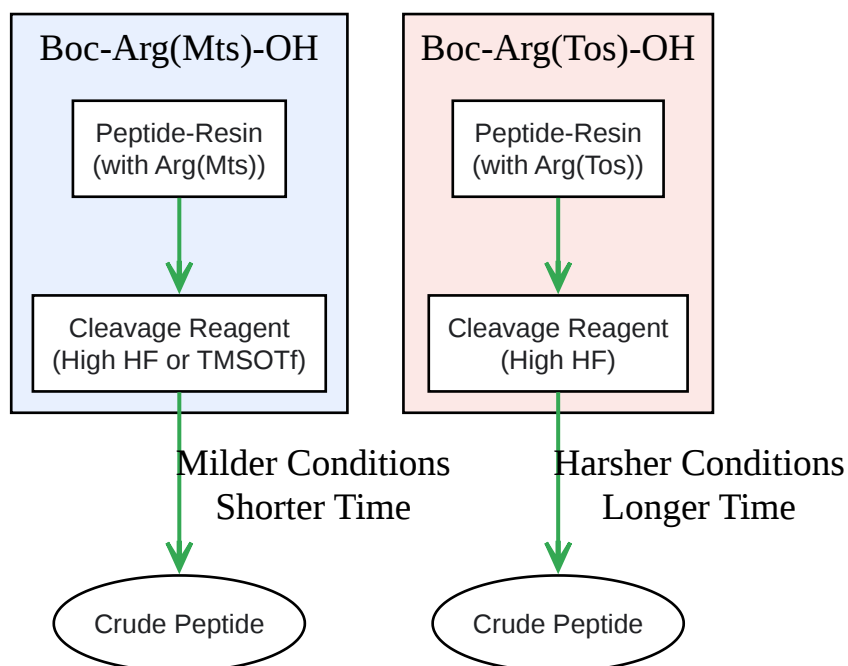 Boc-Arg(Mts)-OH
Peptide-Resin
(with Arg(Mts))
Cleavage Reagent
(High HF or TMSOTf)
Milder Conditions
Shorter Time
Crude Peptide
Boc-Arg(Tos)-OH
Peptide-Resin
(with Arg(Tos))
Cleavage Reagent
(High HF)
Harsher Conditions
Longer Time
Crude Peptide